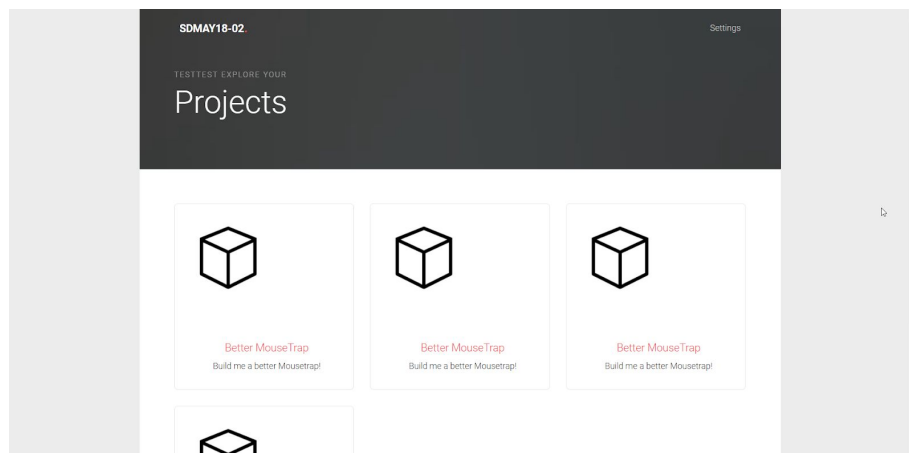 SDMAY18-02.
Settings
TESTTEST EXPLORE YOUR
Projects
Better MouseTrap
Build me a better Mousetrap!
Better MouseTrap
Build me a better Mousetrap!
Better MouseTrap
Build me a better Mousetrap!